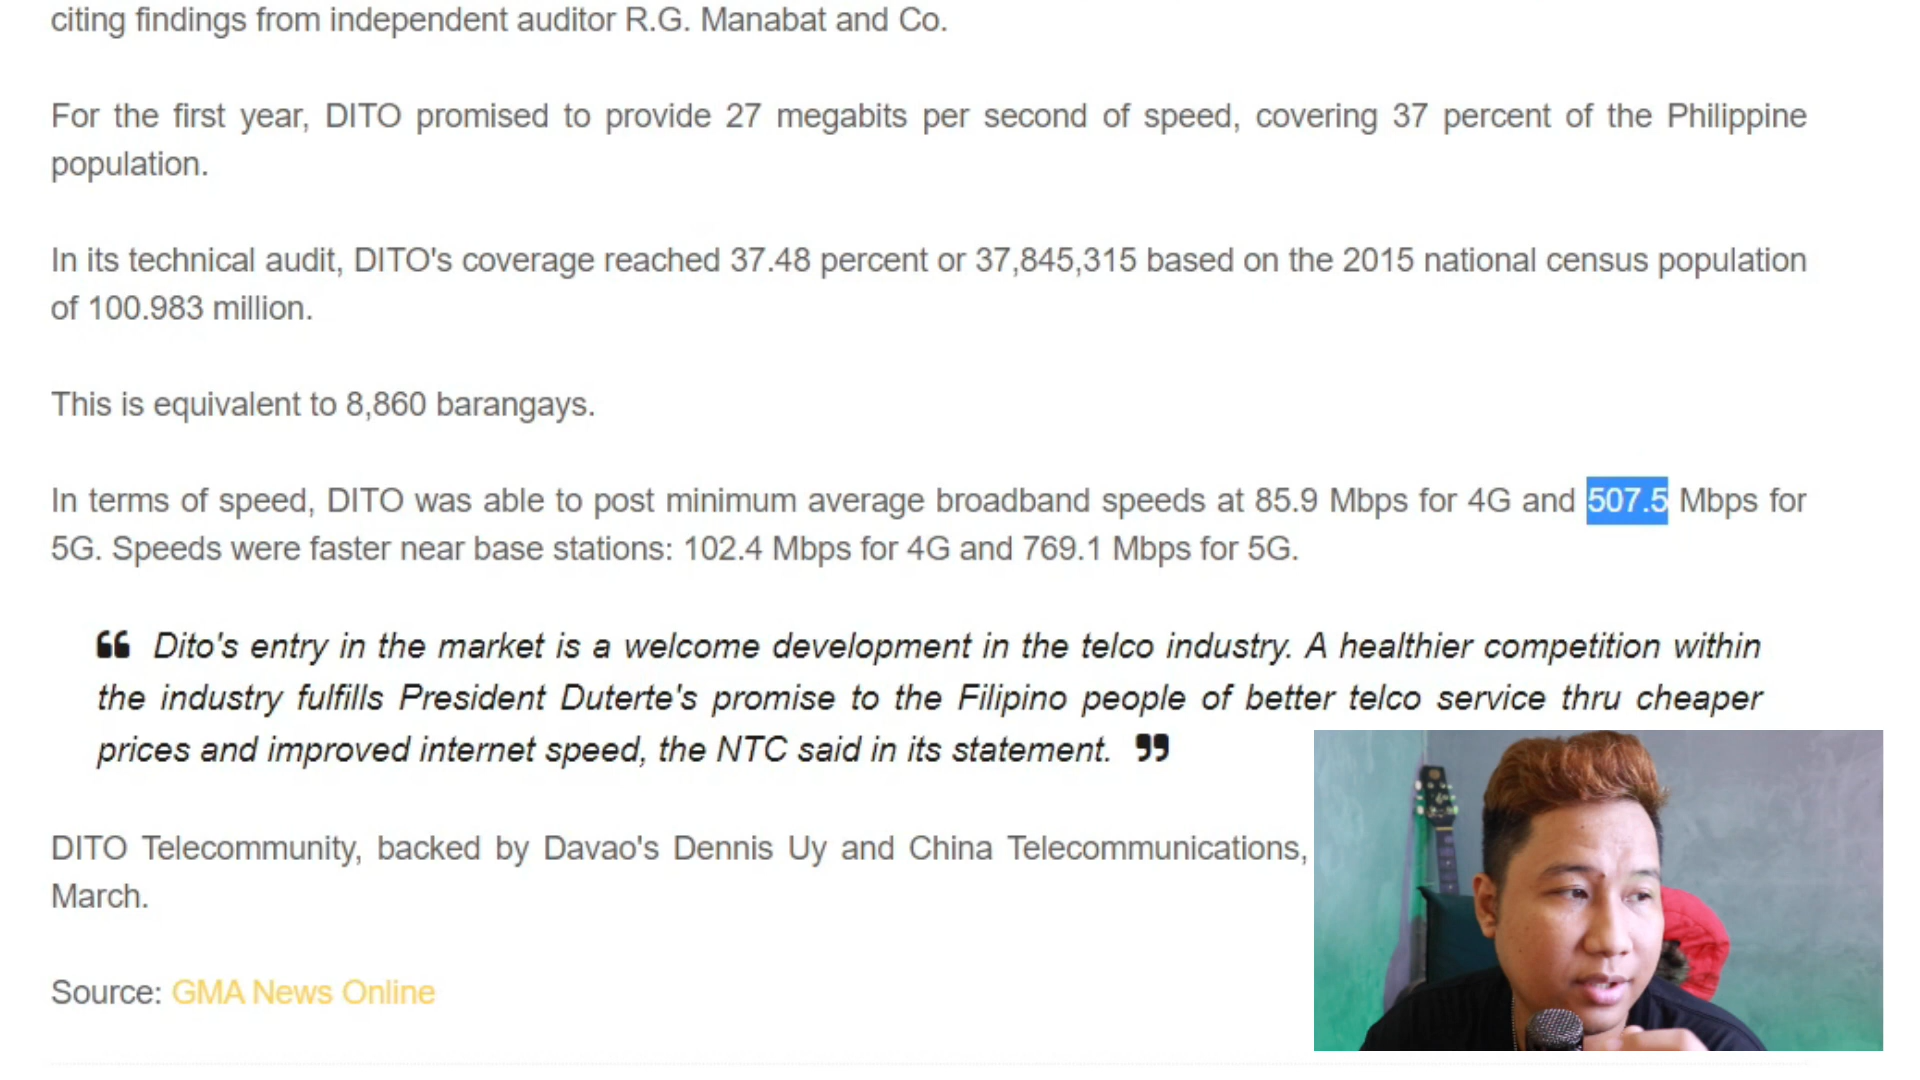 citing findings from independent auditor R.G. Manabat and Co.
For the first year, DITO promised to provide 27 megabits per second of speed, covering 37 percent of the Philippine
population.
In its technical audit, DITO's coverage reached 37.48 percent or 37,845,315 based on the 2015 national census population
of 100.983 million.
This is equivalent to 8,860 barangays.
In terms of speed, DITO was able to post minimum average broadband speeds at 85.9 Mbps for 4G and 507.5 Mbps for
5G. Speeds were faster near base stations: 102.4 Mbps for 4G and 769.1 Mbps for 5G.
❝ Dito's entry in the market is a welcome development in the telco industry. A healthier competition within
the industry fulfills President Duterte's promise to the Filipino people of better telco service thru cheaper
prices and improved internet speed, the NTC said in its statement. ❞
DITO Telecommunity, backed by Davao's Dennis Uy and China Telecommunications,
March.
Source: GMA News Online